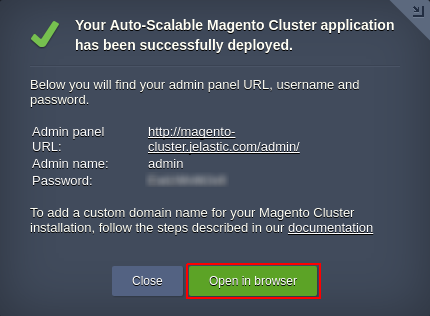 Your Auto-Scalable Magento Cluster application
has been successfully deployed.
Below you will find your admin panel URL, username and
password.
Admin panel http://magento-
URL: cluster.jelastic.com/admin/
Admin name: admin
Password:
To add a custom domain name for your Magento Cluster
installation, follow the steps described in our documentation
Close Open in browser